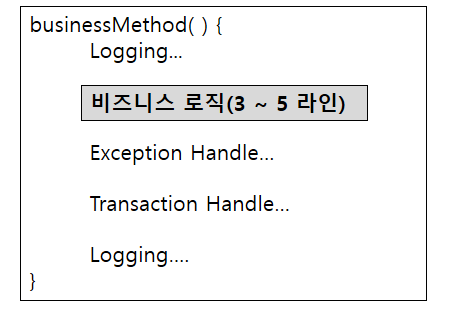 businessMethod( ) {
Logging...
비즈니스 로직(3 ~ 5 라인)
Exception Handle...
Transaction Handle...
Logging....
}